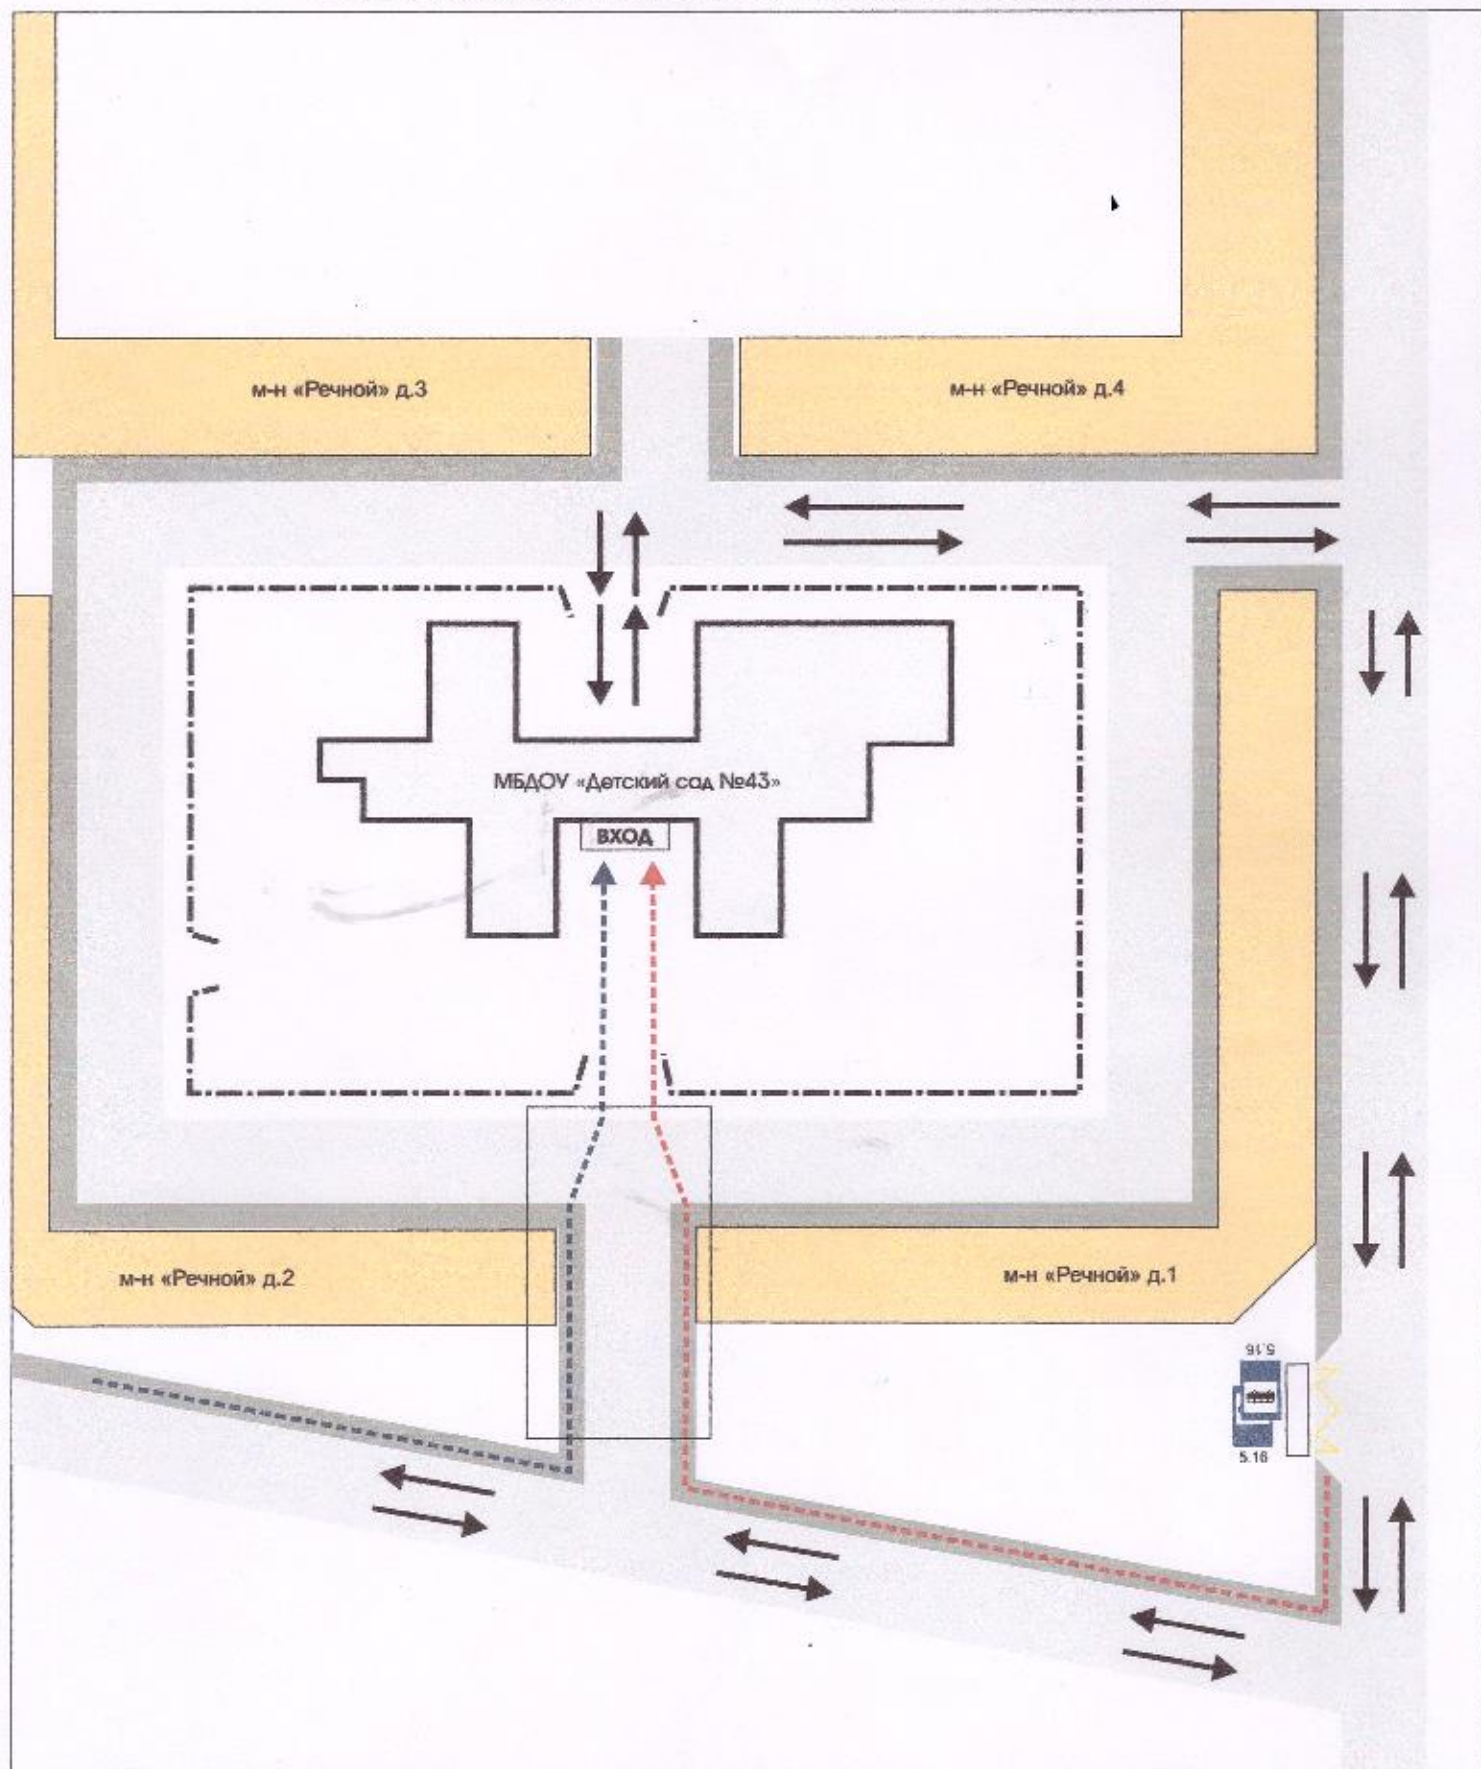 м-н «Речной» д.3
м-н «Речной» д.4
МБДОУ «Детский сад №43»
ВХОД
м-н «Речной» д.2
м-н «Речной» д.1
5.16
5.16